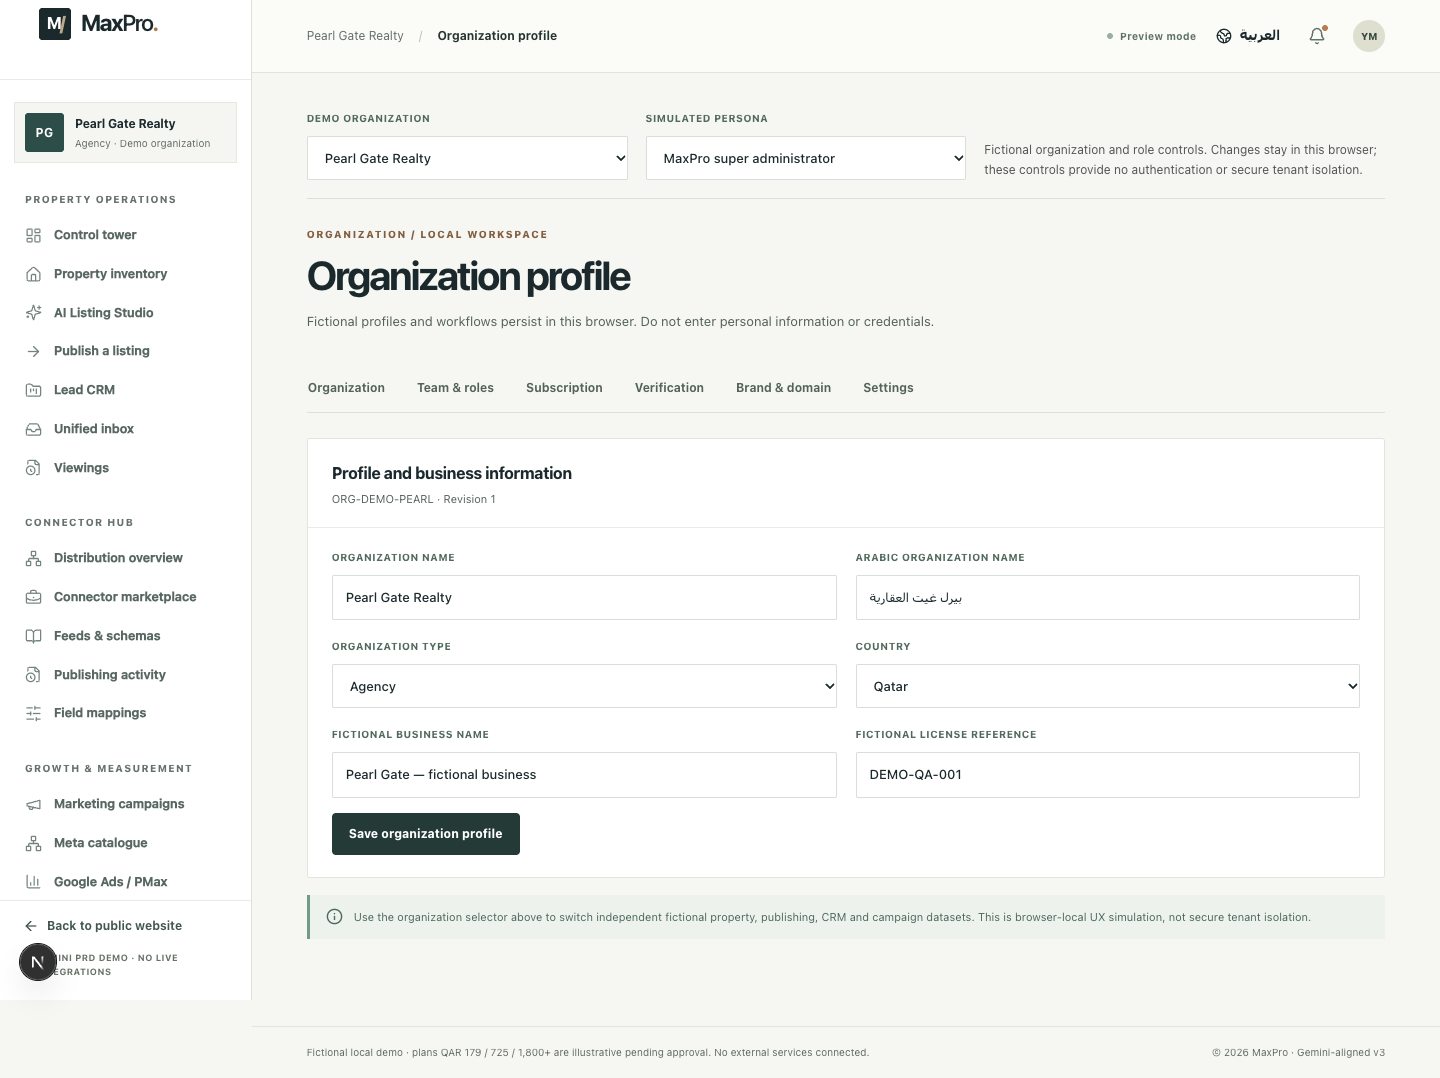 MaxPro.
Pearl Gate Realty / Organization profile
Preview mode
العربية
YM
PG
Pearl Gate Realty
Agency · Demo organization
PROPERTY OPERATIONS
Control tower
Property inventory
AI Listing Studio
Publish a listing
Lead CRM
Unified inbox
Viewings
CONNECTOR HUB
Distribution overview
Connector marketplace
Feeds & schemas
Publishing activity
Field mappings
GROWTH & MEASUREMENT
Marketing campaigns
Meta catalogue
Google Ads / PMax
Back to public website
INI PRD DEMO · NO LIVE
EGRATIONS
N
DEMO ORGANIZATION
Pearl Gate Realty
SIMULATED PERSONA
MaxPro super administrator
Fictional organization and role controls. Changes stay in this browser;
these controls provide no authentication or secure tenant isolation.
ORGANIZATION / LOCAL WORKSPACE
Organization profile
Fictional profiles and workflows persist in this browser. Do not enter personal information or credentials.
Organization
Team & roles
Subscription
Verification
Brand & domain
Settings
Profile and business information
ORG-DEMO-PEARL · Revision 1
ORGANIZATION NAME
Pearl Gate Realty
ARABIC ORGANIZATION NAME
بيرل غيت العقارية
ORGANIZATION TYPE
Agency
COUNTRY
Qatar
FICTIONAL BUSINESS NAME
Pearl Gate — fictional business
FICTIONAL LICENSE REFERENCE
DEMO-QA-001
Save organization profile
Use the organization selector above to switch independent fictional property, publishing, CRM and campaign datasets. This is browser-local UX simulation, not secure tenant isolation.
Fictional local demo · plans QAR 179 / 725 / 1,800+ are illustrative pending approval. No external services connected.
© 2026 MaxPro · Gemini-aligned v3